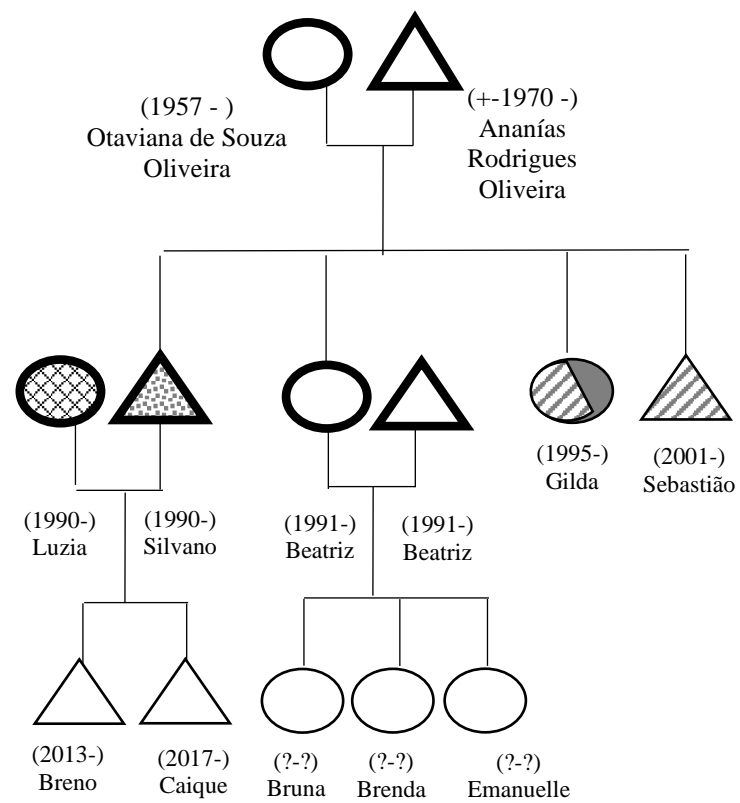 (1957 - )
Otaviana de Souza
Oliveira
(+-1970 -)
Ananías
Rodrigues
Oliveira
(1990-)
Luzia
(1990-)
Silvano
(1991-)
Beatriz
(1991-)
Beatriz
(1995-)
Gilda
(2001-)
Sebastião
(2013-)
Breno
(2017-)
Caique
(?-?)
Bruna
(?-?)
Brenda
(?-?)
Emanuelle